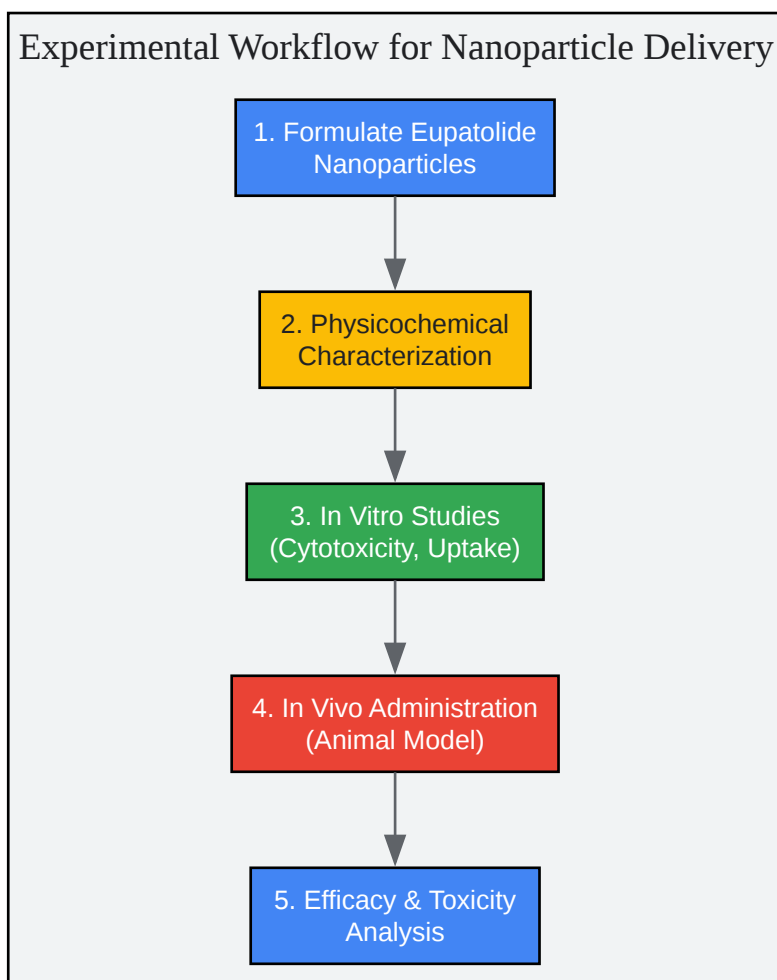 Experimental Workflow for Nanoparticle Delivery
1. Formulate Eupatolide
Nanoparticles
2. Physicochemical
Characterization
3. In Vitro Studies
(Cytotoxicity, Uptake)
4. In Vivo Administration
(Animal Model)
5. Efficacy & Toxicity
Analysis